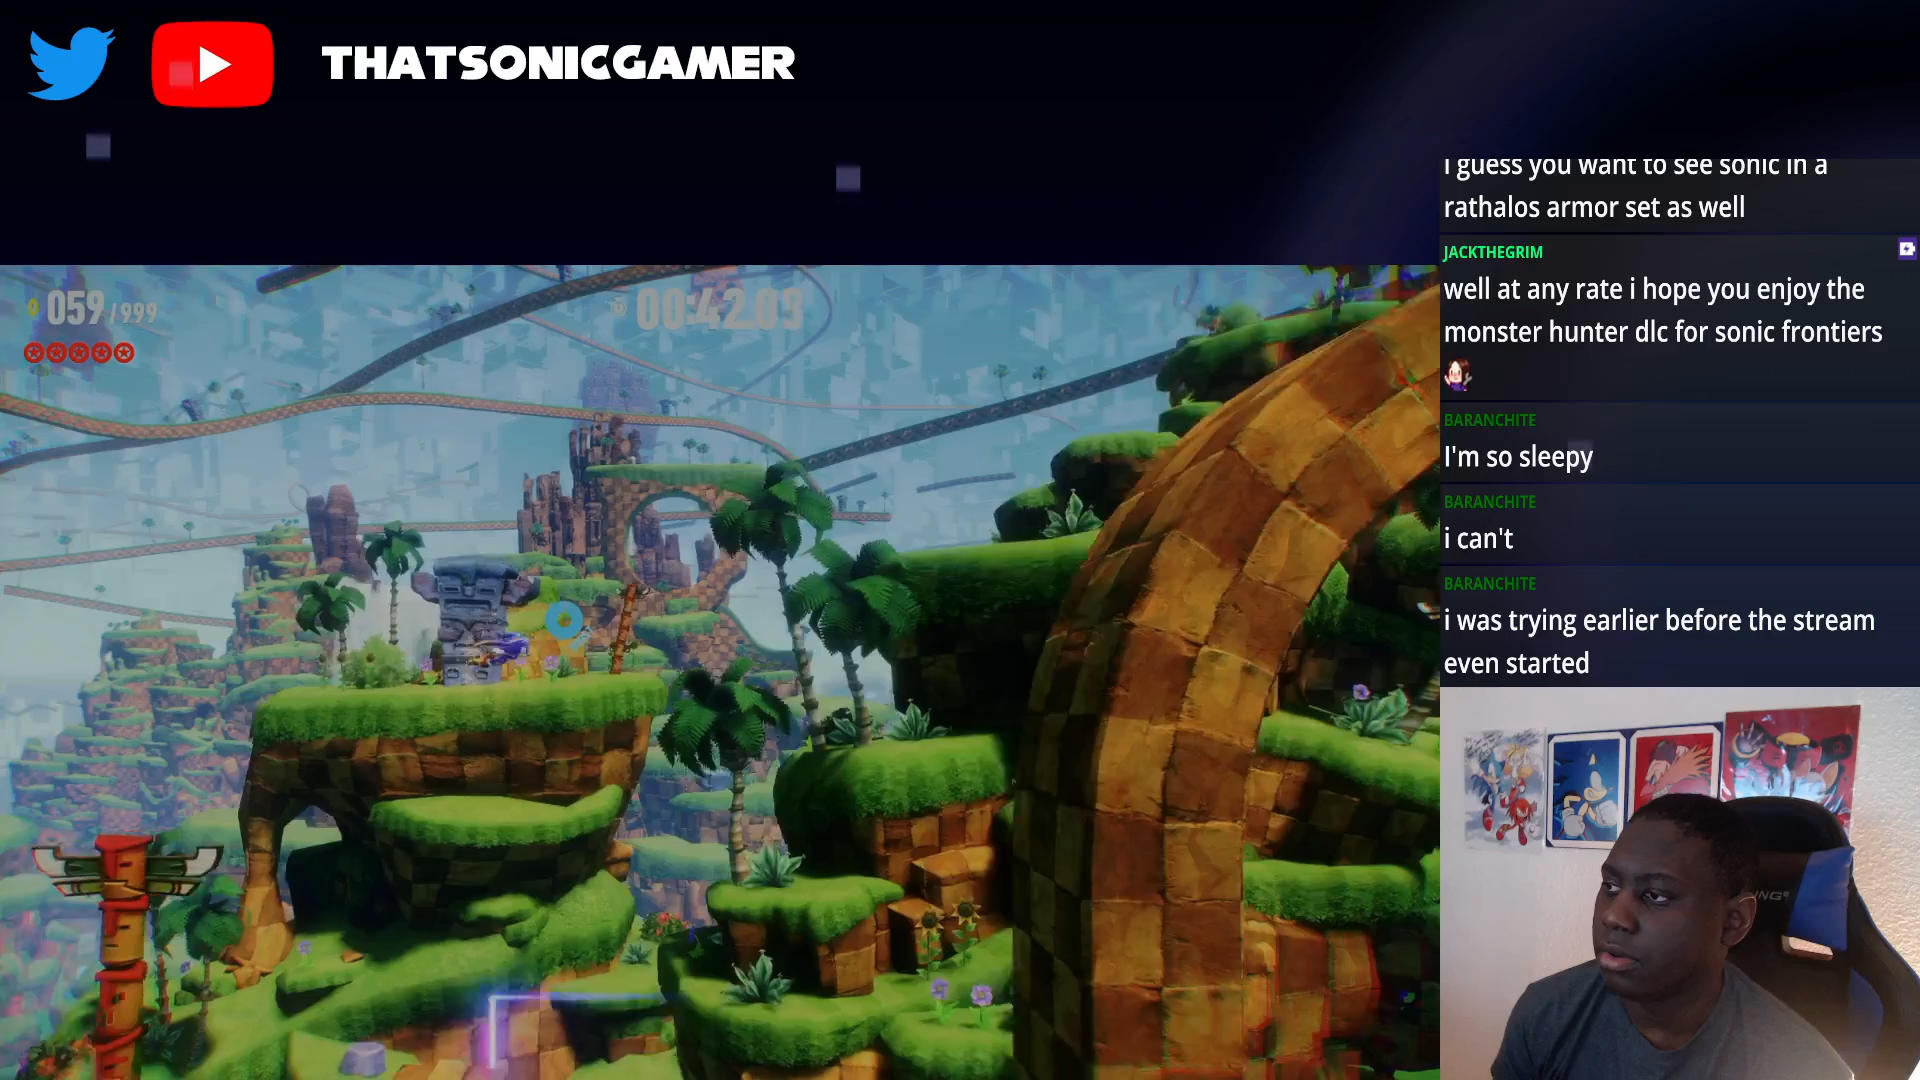 THATSONICGAMER
059/999
00:42.03
i guess you want to see sonic in a
rathalos armor set as well
JACKTHEGRIM
well at any rate i hope you enjoy the
monster hunter dlc for sonic frontiers
BARANCHITE
I'm so sleepy
BARANCHITE
i can't
BARANCHITE
i was trying earlier before the stream
even started